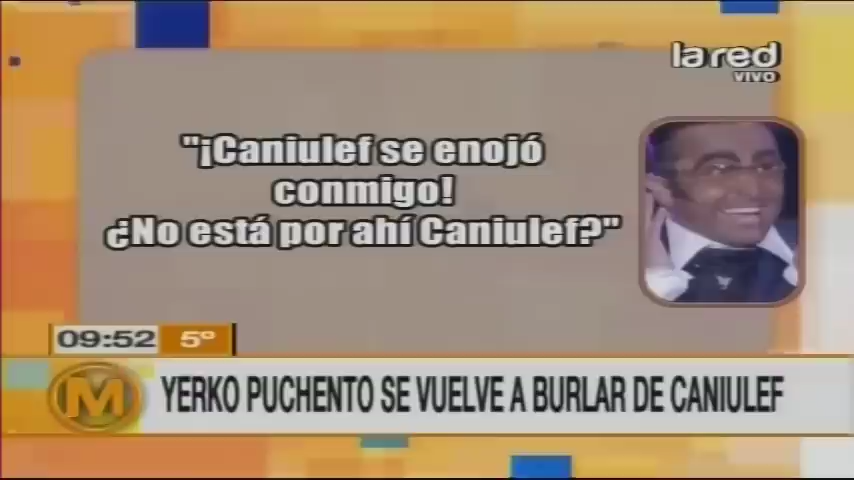 la red
VIVO
"¡Caniulef se enojó
conmigo!
¿No está por ahí Caniulef?"
09:52 5º
M YERKO PUCHENTO SE VUELVE A BURLAR DE CANIULEF